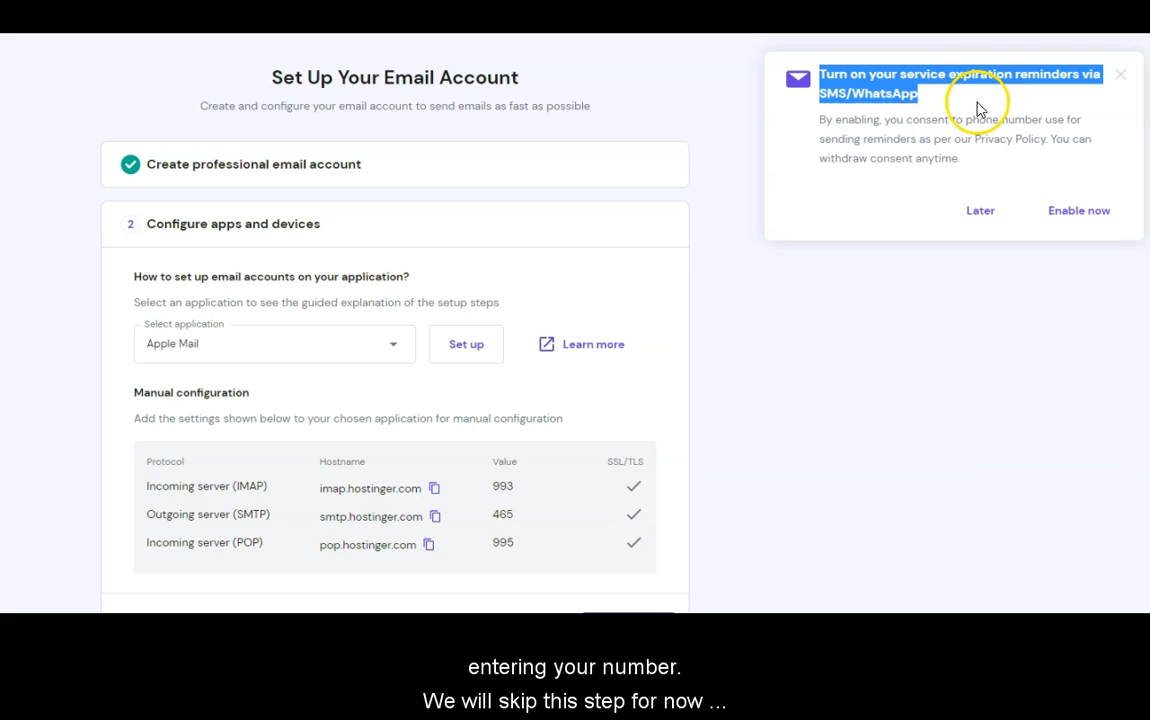 Set Up Your Email Account
Create and configure your email account to send emails as fast as possible
Turn on your service expiration reminders via
SMS/WhatsApp
By enabling, you consent to phone number use for
sending reminders as per our Privacy Policy. You can
withdraw consent anytime.
Later
Enable now
Create professional email account
2 Configure apps and devices
How to set up email accounts on your application?
Select an application to see the guided explanation of the setup steps
Select application
Apple Mail
Set up
Learn more
Manual configuration
Add the settings shown below to your chosen application for manual configuration
Protocol Hostname Value SSL/TLS
Incoming server (IMAP) imap.hostinger.com 993
Outgoing server (SMTP) smtp.hostinger.com 465
Incoming server (POP) pop.hostinger.com 995
entering your number.
We will skip this step for now ...